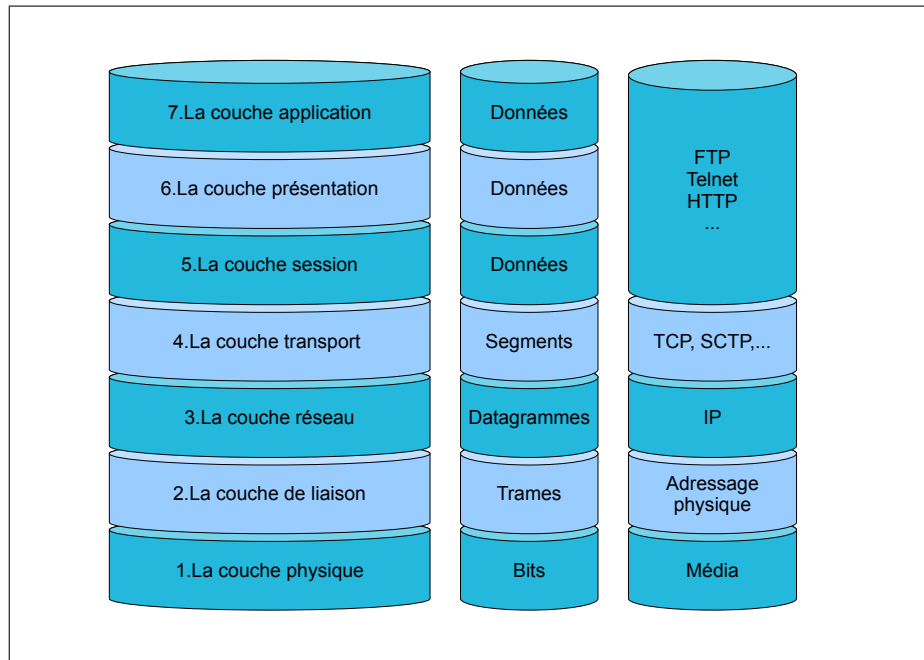 7.La couche application
Données
6.La couche présentation
Données
5.La couche session
Données
FTP
Telnet
HTTP
...
4.La couche transport
Segments
TCP, SCTP,...
3.La couche réseau
Datagrammes
IP
2.La couche de liaison
Trames
Adressage
physique
1.La couche physique
Bits
Média